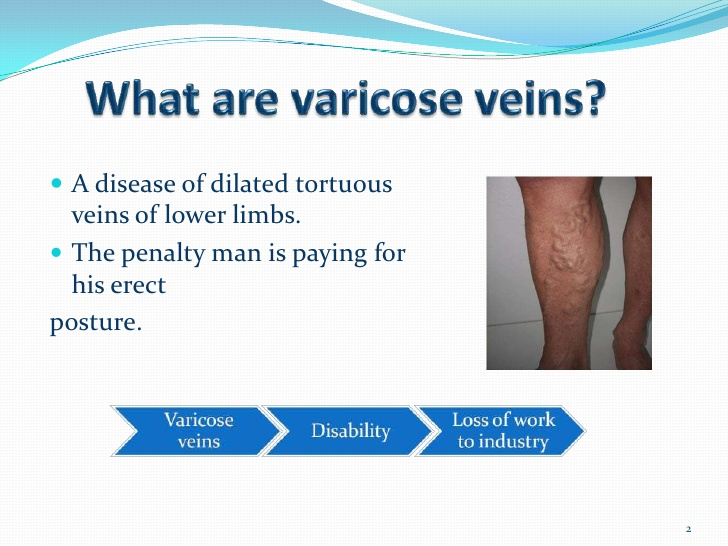 What are varicose veins?
• A disease of dilated tortuous
veins of lower limbs.
• The penalty man is paying for
his erect
posture.
Varicose
veins
Disability
Loss of work
to industry
2